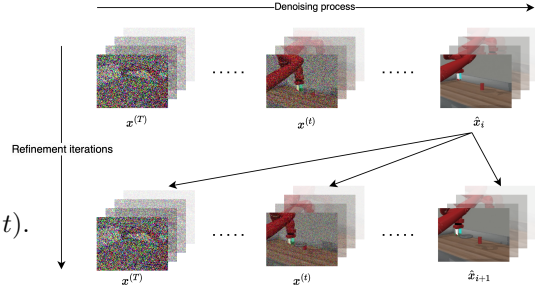 Denoising process
x^(T)
x^(t)
x̂_i
Refinement iterations
t).
x^(T)
x^(t)
x̂_{i+1}